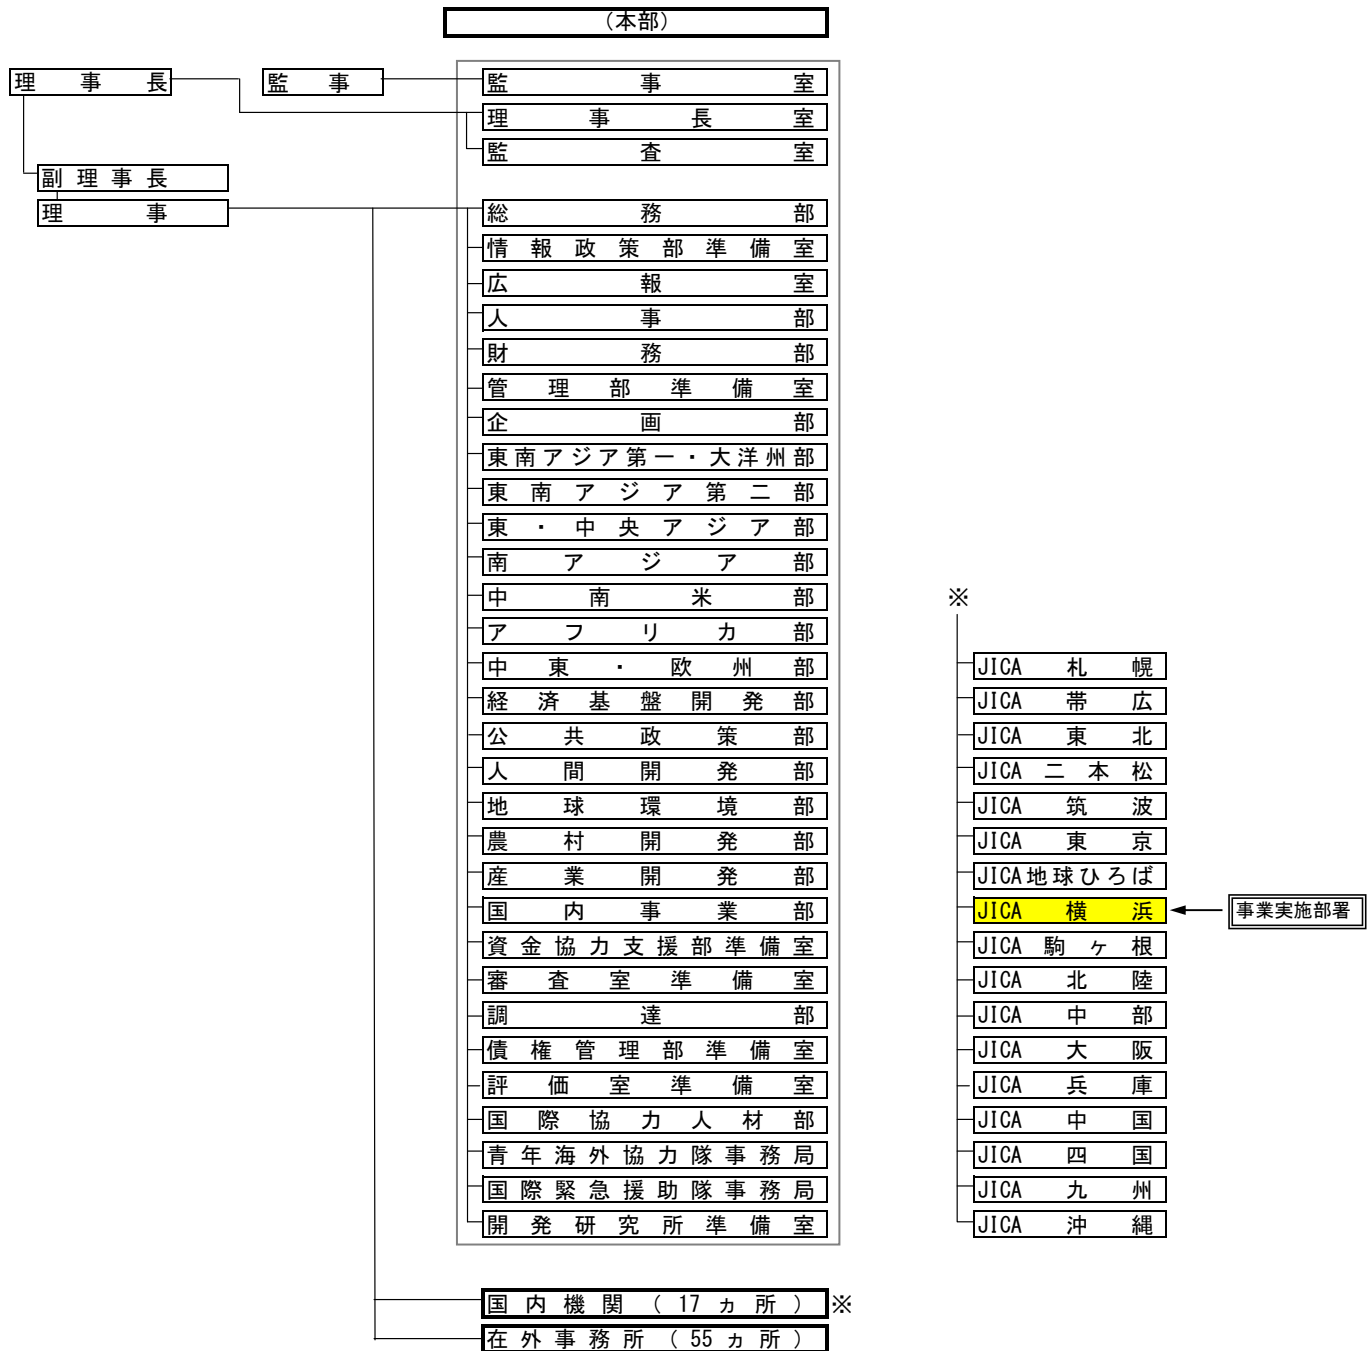 （本部）
理事長
監事
監事室
理事長室
監査室
副理事長
理事
総務部
情報政策部準備室
広報室
人事部
財務部
管理部準備室
企画部
東南アジア第一・大洋州部
東南アジア第二部
東・中央アジア部
南アジア部
中南米部
アフリカ部
中東・欧州部
経済基盤開発部
公共政策部
人間開発部
地球環境部
農村開発部
産業開発部
国内事業部
資金協力支援部準備室
審査室準備室
調達部
債権管理部準備室
評価室準備室
国際協力人材部
青年海外協力隊事務局
国際緊急援助隊事務局
開発研究所準備室
国内機関（17ヵ所）※
在外事務所（55ヵ所）
※
JICA 札幌
JICA 帯広
JICA 東北
JICA 二本松
JICA 筑波
JICA 東京
JICA地球ひろば
JICA 横浜
事業実施部署
JICA 駒ヶ根
JICA 北陸
JICA 中部
JICA 大阪
JICA 兵庫
JICA 中国
JICA 四国
JICA 九州
JICA 沖縄